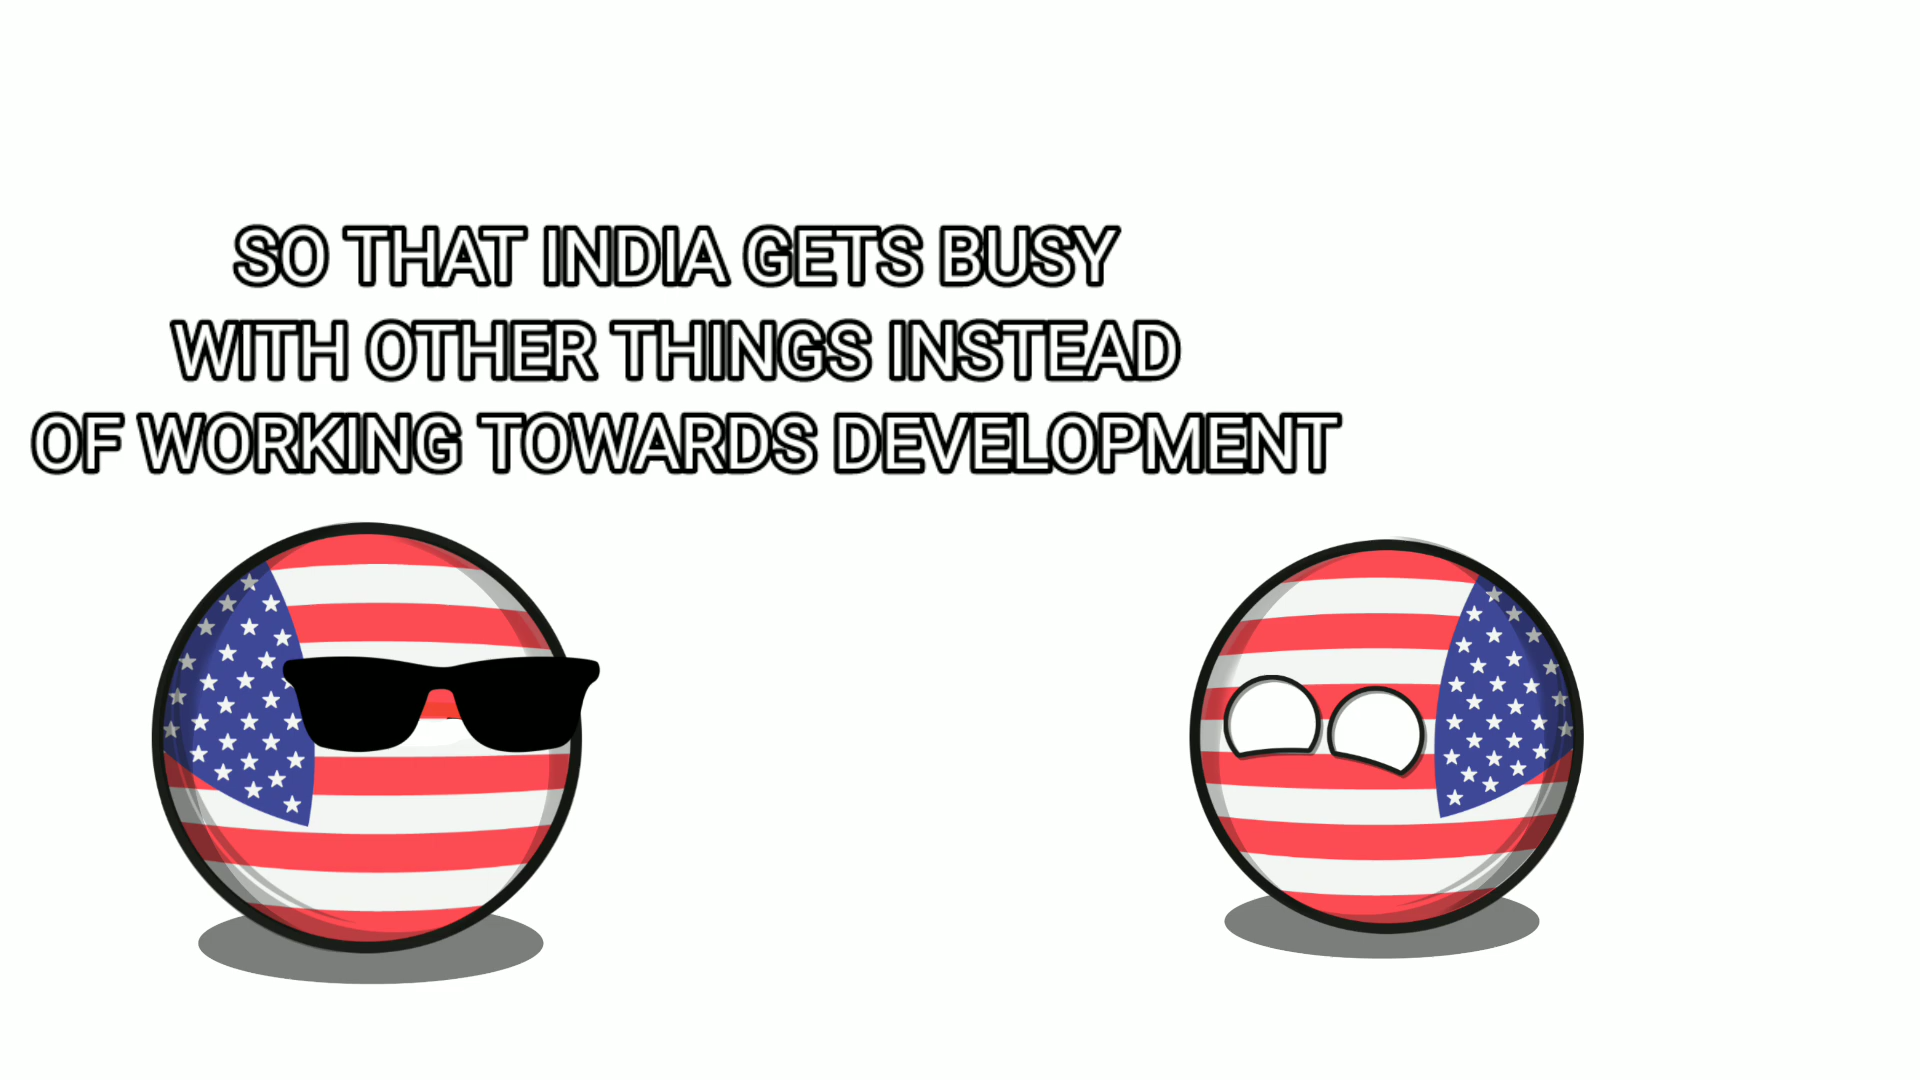 SO THAT INDIA GETS BUSY
WITH OTHER THINGS INSTEAD
OF WORKING TOWARDS DEVELOPMENT